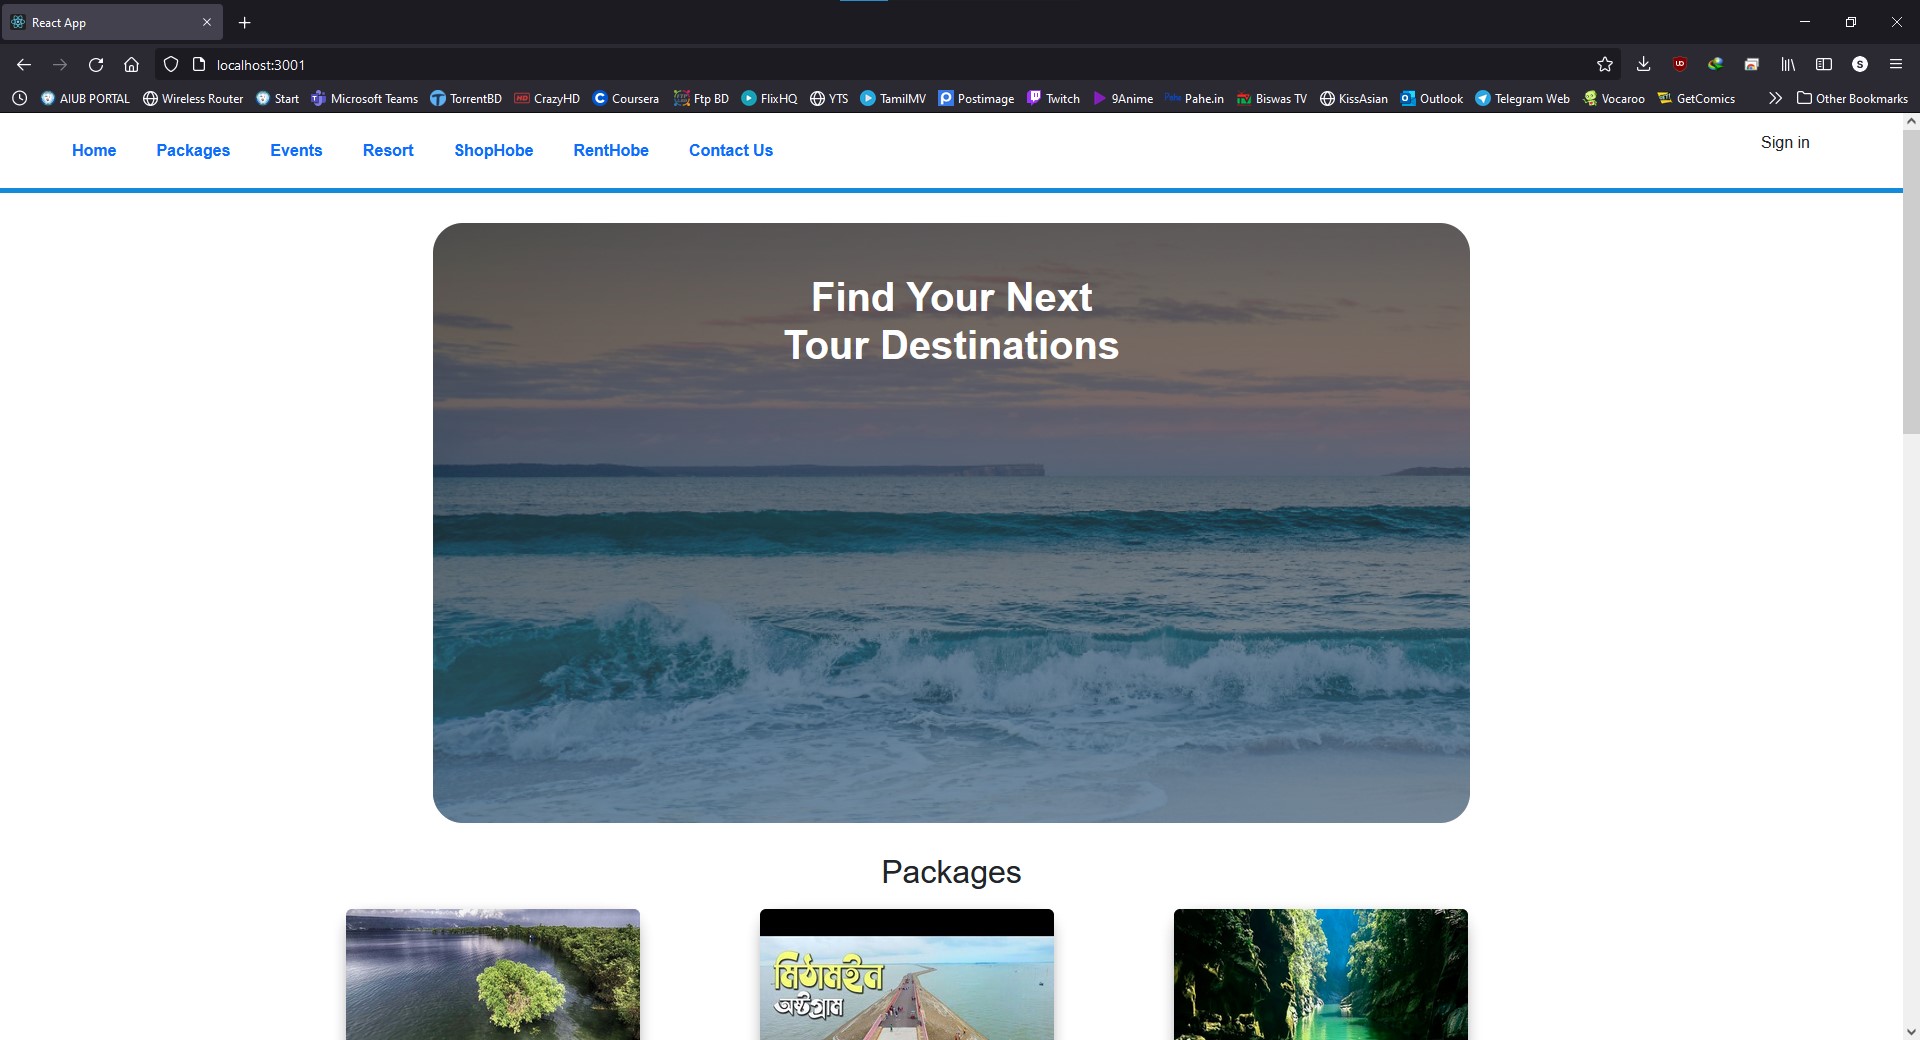 React App
localhost:3001
AIUB PORTAL Wireless Router Start Microsoft Teams TorrentBD CrazyHD Coursera Ftp BD FlixHQ YTS TamilMV Postimage Twitch 9Anime Pahe.in Biswas TV KissAsian Outlook Telegram Web Vocaroo GetComics Other Bookmarks
Home Packages Events Resort ShopHobe RentHobe Contact Us Sign in
Find Your Next
Tour Destinations
Packages
মিঠামইন
অষ্টগ্রাম